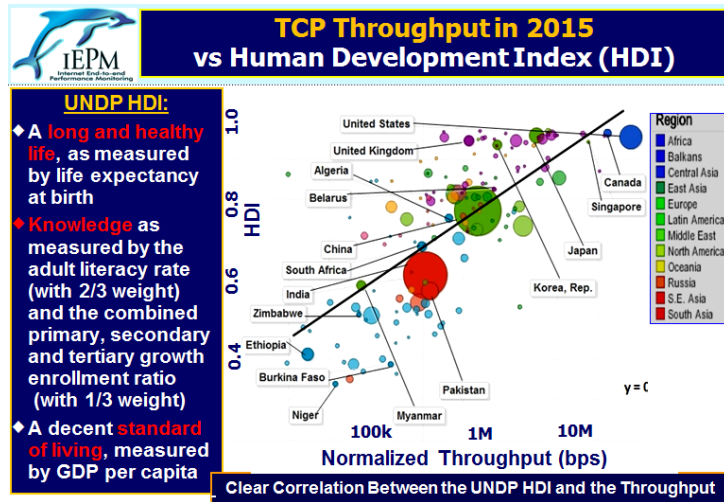 iEPM
Internet End-to-end
Performance Monitoring
TCP Throughput in 2015
vs Human Development Index (HDI)
UNDP HDI:
A long and healthy
life, as measured
by life expectancy
at birth
Knowledge as
measured by the
adult literacy rate
(with 2/3 weight)
and the combined
primary, secondary
and tertiary growth
enrollment ratio
(with 1/3 weight)
A decent standard
of living, measured
by GDP per capita
HDI
1.0
0.8
0.6
0.4
United States
United Kingdom
Algeria
Belarus
China
South Africa
India
Zimbabwe
Ethiopia
Burkina Faso
Niger
Myanmar
Pakistan
Korea, Rep.
Japan
Singapore
Canada
Region
Africa
Balkans
Central Asia
East Asia
Europe
Latin America
Middle East
North America
Oceania
Russia
S.E. Asia
South Asia
y = 0
100k 1M 10M
Normalized Throughput (bps)
Clear Correlation Between the UNDP HDI and the Throughput